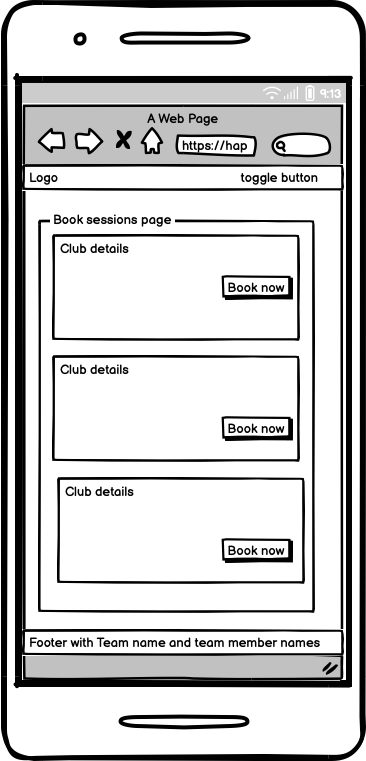 9:13
A Web Page
https://hap
Logo
toggle button
Book sessions page
Club details
Book now
Club details
Book now
Club details
Book now
Footer with Team name and team member names